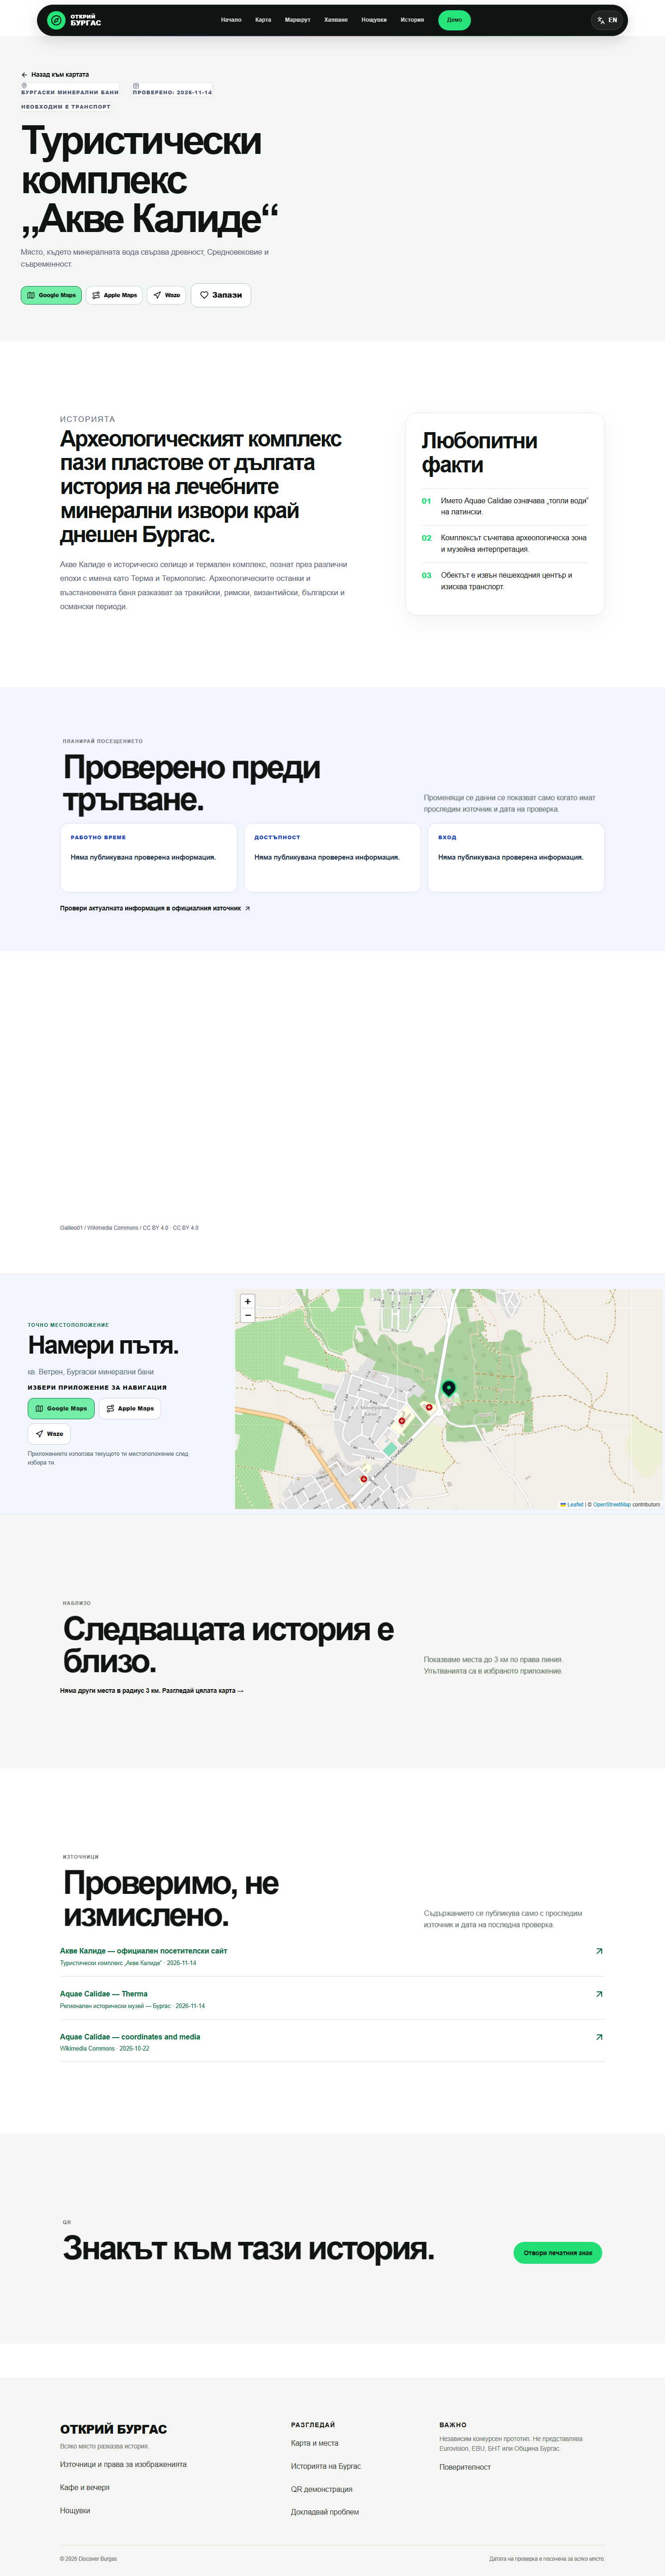 ОТКРИЙ
БУРГАС
Начало
Карта
Маршрут
Хапване
Нощувки
История
Демо
EN
Назад към картата
БУРГАСКИ МИНЕРАЛНИ БАНИ
ПРОВЕРЕНО: 2026-11-14
НЕОБХОДИМ Е ТРАНСПОРТ
Туристически
комплекс
„Акве Калиде“
Място, където минералната вода свързва древност, Средновековие и
съвременност.
Google Maps
Apple Maps
Waze
Запази
ИСТОРИЯТА
Археологическият комплекс
пази пластове от дългата
история на лечебните
минерални извори край
днешен Бургас.
Акве Калиде е историческо селище и термален комплекс, познат през различни
епохи с имена като Терма и Термополис. Археологическите останки и
възстановената баня разказват за тракийски, римски, византийски, български и
османски периоди.
Любопитни
факти
01 Името Aquae Calidae означава „топли води“
на латински.
02 Комплексът съчетава археологическа зона
и музейна интерпретация.
03 Обектът е извън пешеходния център и
изисква транспорт.
ПЛАНИРАЙ ПОСЕЩЕНИЕТО
Проверено преди
тръгване.
Променящи се данни се показват само когато имат
проследим източник и дата на проверка.
РАБОТНО ВРЕМЕ
Няма публикувана проверена информация.
ДОСТЪПНОСТ
Няма публикувана проверена информация.
ВХОД
Няма публикувана проверена информация.
Провери актуалната информация в официалния източник
Galileo01 / Wikimedia Commons / CC BY 4.0 · CC BY 4.0
ТОЧНО МЕСТОПОЛОЖЕНИЕ
Намери пътя.
кв. Ветрен, Бургаски минерални бани
ИЗБЕРИ ПРИЛОЖЕНИЕ ЗА НАВИГАЦИЯ
Google Maps
Apple Maps
Waze
Приложението използва текущото ти местоположение след
избора ти.
+
−
Leaflet | © OpenStreetMap contributors
НАБЛИЗО
Следващата история е
близо.
Показваме места до 3 км по права линия.
Упътванията са в избраното приложение.
Няма други места в радиус 3 км. Разгледай цялата карта →
ИЗТОЧНИЦИ
Проверимо, не
измислено.
Съдържанието се публикува само с проследим
източник и дата на последна проверка.
Акве Калиде — официален посетителски сайт
Туристически комплекс „Акве Калиде“ · 2026-11-14
Aquae Calidae — Therma
Регионален исторически музей — Бургас · 2026-11-14
Aquae Calidae — coordinates and media
Wikimedia Commons · 2026-10-22
QR
Знакът към тази история.
Отвори печатния знак
ОТКРИЙ БУРГАС
Всяко място разказва история.
Източници и права за изображенията
Кафе и вечеря
Нощувки
РАЗГЛЕДАЙ
Карта и места
Историята на Бургас
QR демонстрация
Докладвай проблем
ВАЖНО
Независим конкурсен прототип. Не представлява
Eurovision, EBU, БНТ или Община Бургас.
Поверителност
© 2026 Discover Burgas
Датата на проверка е посочена за всяко място.